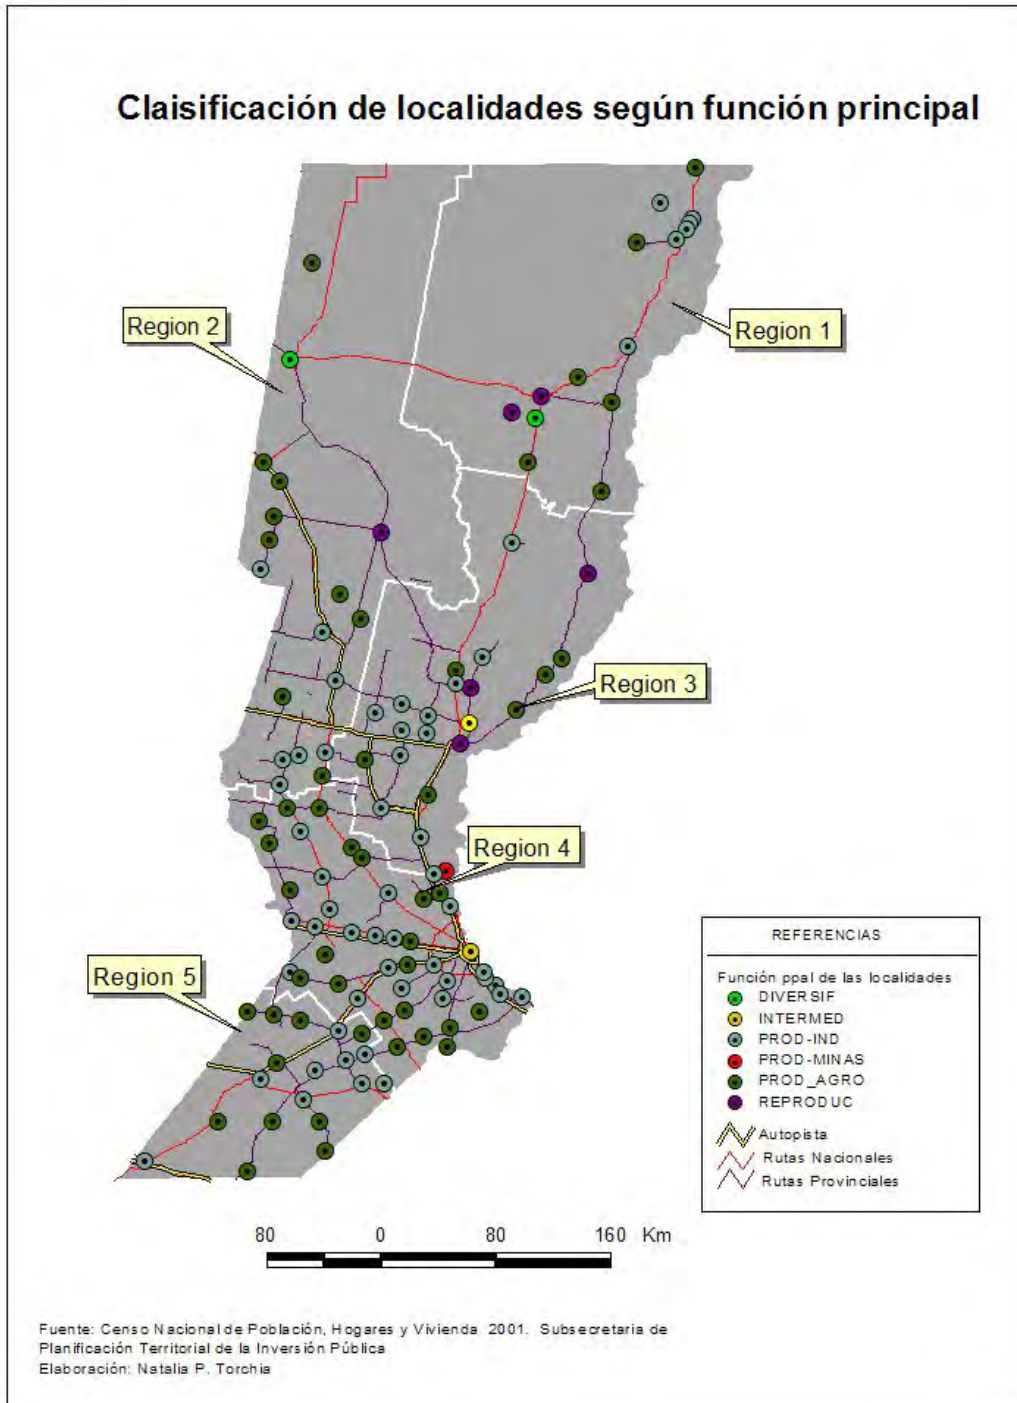 Claisificación de localidades según función principal
Region 2
Region 1
Region 3
Region 4
Region 5
REFERENCIAS
Función ppal de las localidades
DIVERSIF
INTERMED
PROD-IND
PROD-MINAS
PROD_AGRO
REPRODUC
Autopista
Rutas Nacionales
Rutas Provinciales
80 0 80 160 Km
Fuente: Censo Nacional de Población, Hogares y Vivienda 2001. Subsecretaria de
Planificación Territorial de la Inversión Pública
Elaboración: Natalia P. Torchia